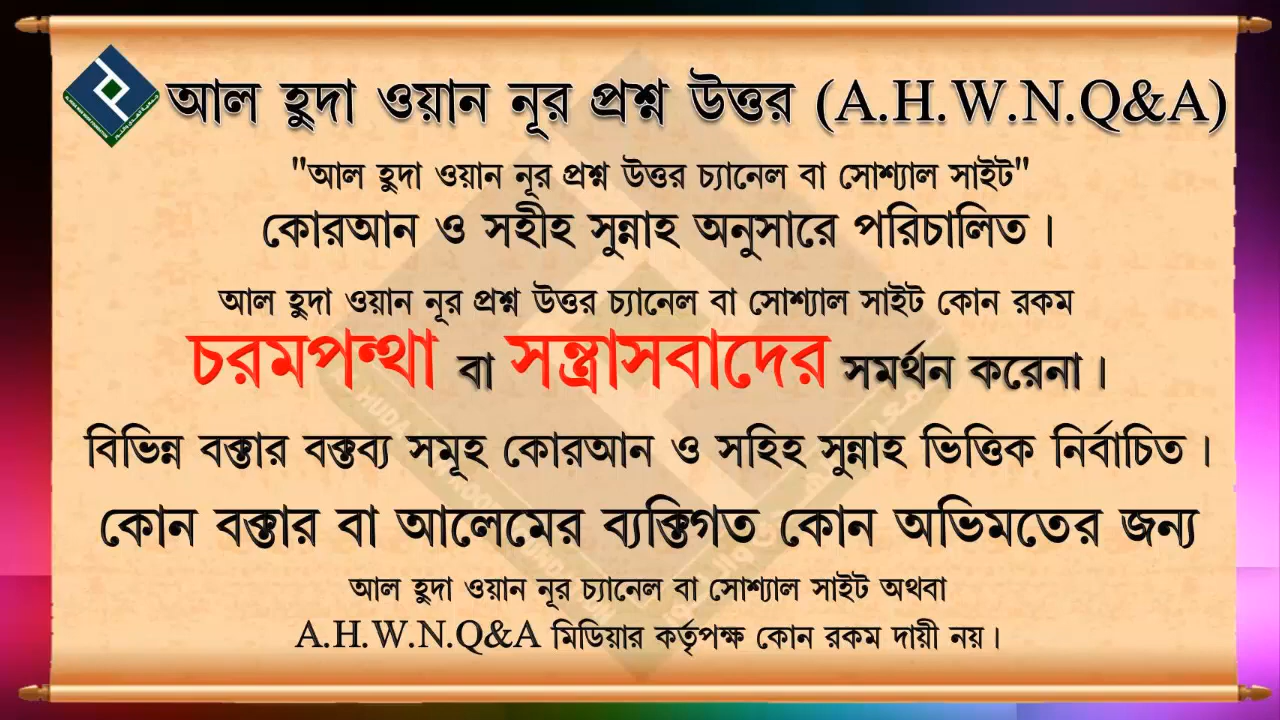 আল হুদা ওয়ান নূর প্রশ্ন উত্তর (A.H.W.N.Q&A)
"আল হুদা ওয়ান নূর প্রশ্ন উত্তর চ্যানেল বা সোশ্যাল সাইট"
কোরআন ও সহীহ সুন্নাহ অনুসারে পরিচালিত।
আল হুদা ওয়ান নূর প্রশ্ন উত্তর চ্যানেল বা সোশ্যাল সাইট কোন রকম
চরমপন্থা বা সন্ত্রাসবাদের সমর্থন করেনা।
বিভিন্ন বক্তার বক্তব্য সমূহ কোরআন ও সহিহ সুন্নাহ ভিত্তিক নির্বাচিত।
কোন বক্তার বা আলেমের ব্যক্তিগত কোন অভিমতের জন্য
আল হুদা ওয়ান নূর চ্যানেল বা সোশ্যাল সাইট অথবা
A.H.W.N.Q&A মিডিয়ার কর্তৃপক্ষ কোন রকম দায়ী নয়।